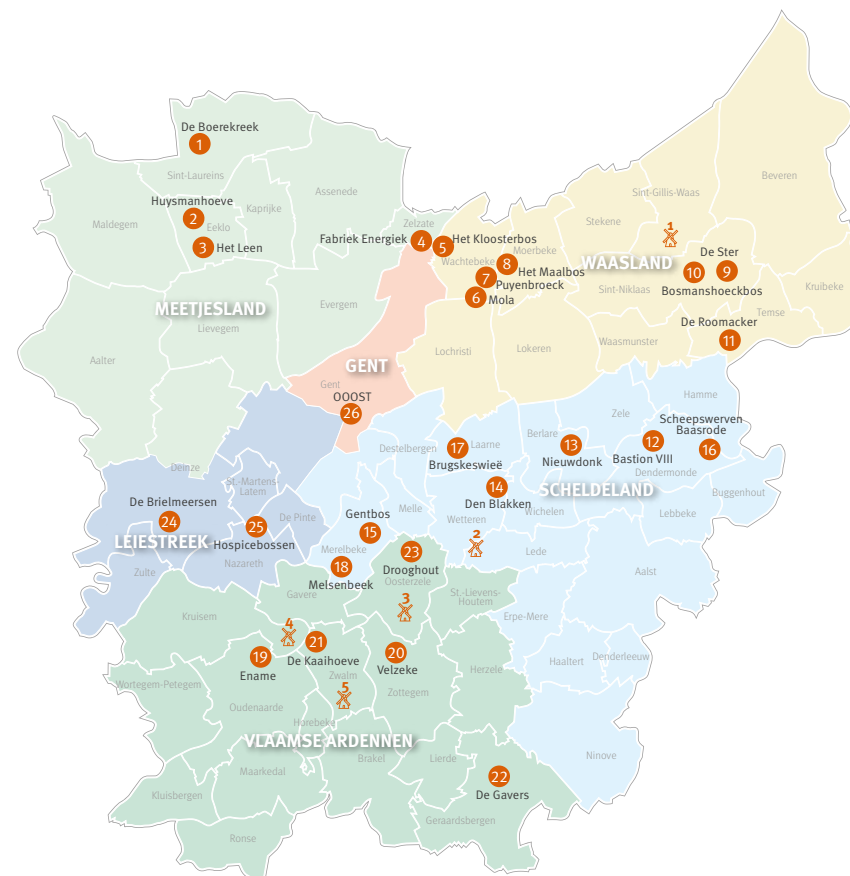 De Boerekreek
1
Sint-Laureins
Beveren
Assenede
Sint-Gillis-Waas
Huysmanhoeve
Kaprijke
2
Eeklo
Maldegem
Zelzate
Stekene
1
Fabriek Energiek
4
5
Het Kloosterbos
Moerbeke
3
Het Leen
De Ster
Wachtebeke
8
Het Maalbos
WAASLAND
10
9
7
Puyenbroeck
Sint-Niklaas
Bosmanshoeckbos
Kruibeke
6
Mola
MEETJESLAND
Evergem
Temse
De Roomacker
Lievegem
11
Waasmunster
Lochristi
Lokeren
Aalter
GENT
Gent
OOOST
26
Hamme
Zele
Scheepswerven
Baasrode
Berlare
Destelbergen
17
Laarne
13
12
16
Brugskeswieë
Nieuwdonk
Bastion VIII
Deinze
Dendermonde
St.-Martens-
Latem
14
SCHELDELAND
Buggenhout
De Brielmeersen
Den Blakken
Gentbos
Melle
Wichelen
Lebbeke
24
25
De Pinte
15
Wetteren
LEIESTREEK
Hospicebossen
2
Merelbeke
23
Lede
Nazareth
18
Drooghout
Zulte
Melsenbeek
Oosterzele
Aalst
Gavere
St.-Lievens-
Houtem
3
Kruisem
Erpe-Mere
4
21
19
De Kaaihoeve
20
Haaltert
Denderleeuw
Ename
Zwalm
Velzeke
Herzele
Wortegem-Petegem
5
Zottegem
Oudenaarde
Horebeke
VLAAMSE ARDENNEN
Ninove
Brakel
Lierde
Maarkedal
22
Kluisbergen
De Gavers
Geraardsbergen
Ronse